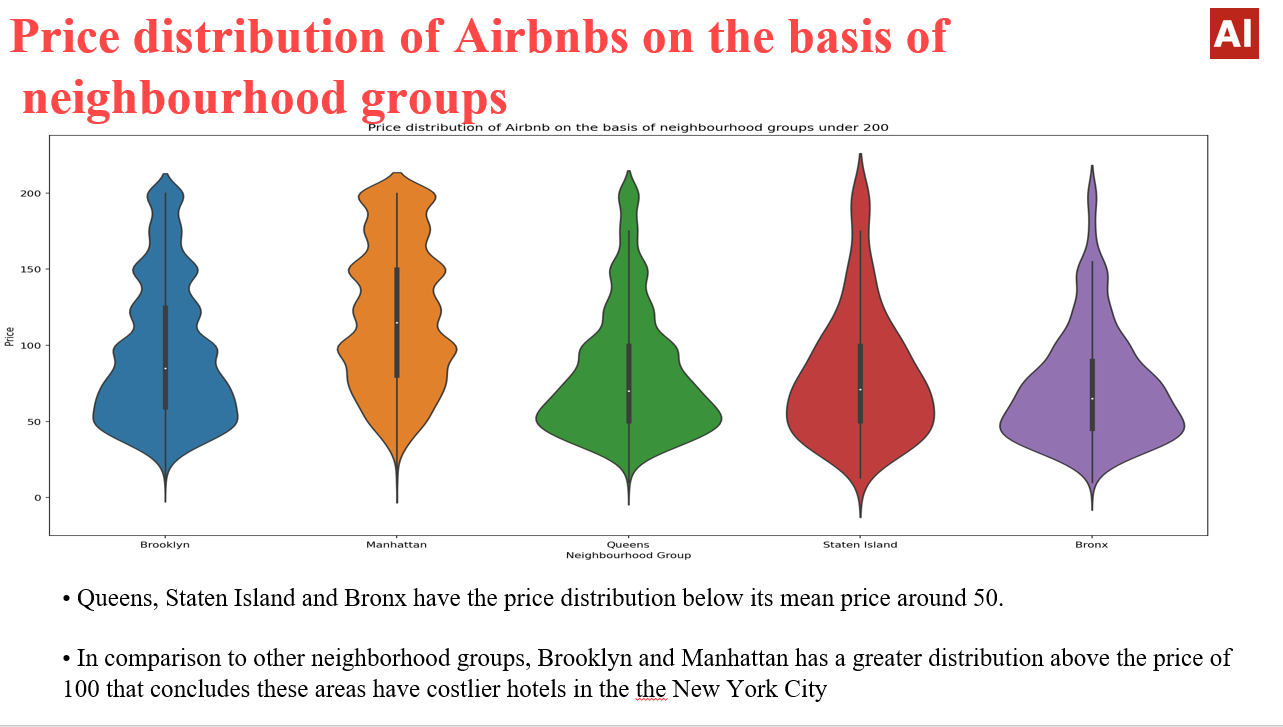 Price distribution of Airbnbs on the basis of
neighbourhood groups
AI
Price distribution of Airbnb on the basis of neighbourhood groups under 200
Price
200
150
100
50
0
Brooklyn
Manhattan
Queens
Staten Island
Bronx
Neighbourhood Group
• Queens, Staten Island and Bronx have the price distribution below its mean price around 50.
• In comparison to other neighborhood groups, Brooklyn and Manhattan has a greater distribution above the price of
100 that concludes these areas have costlier hotels in the the New York City